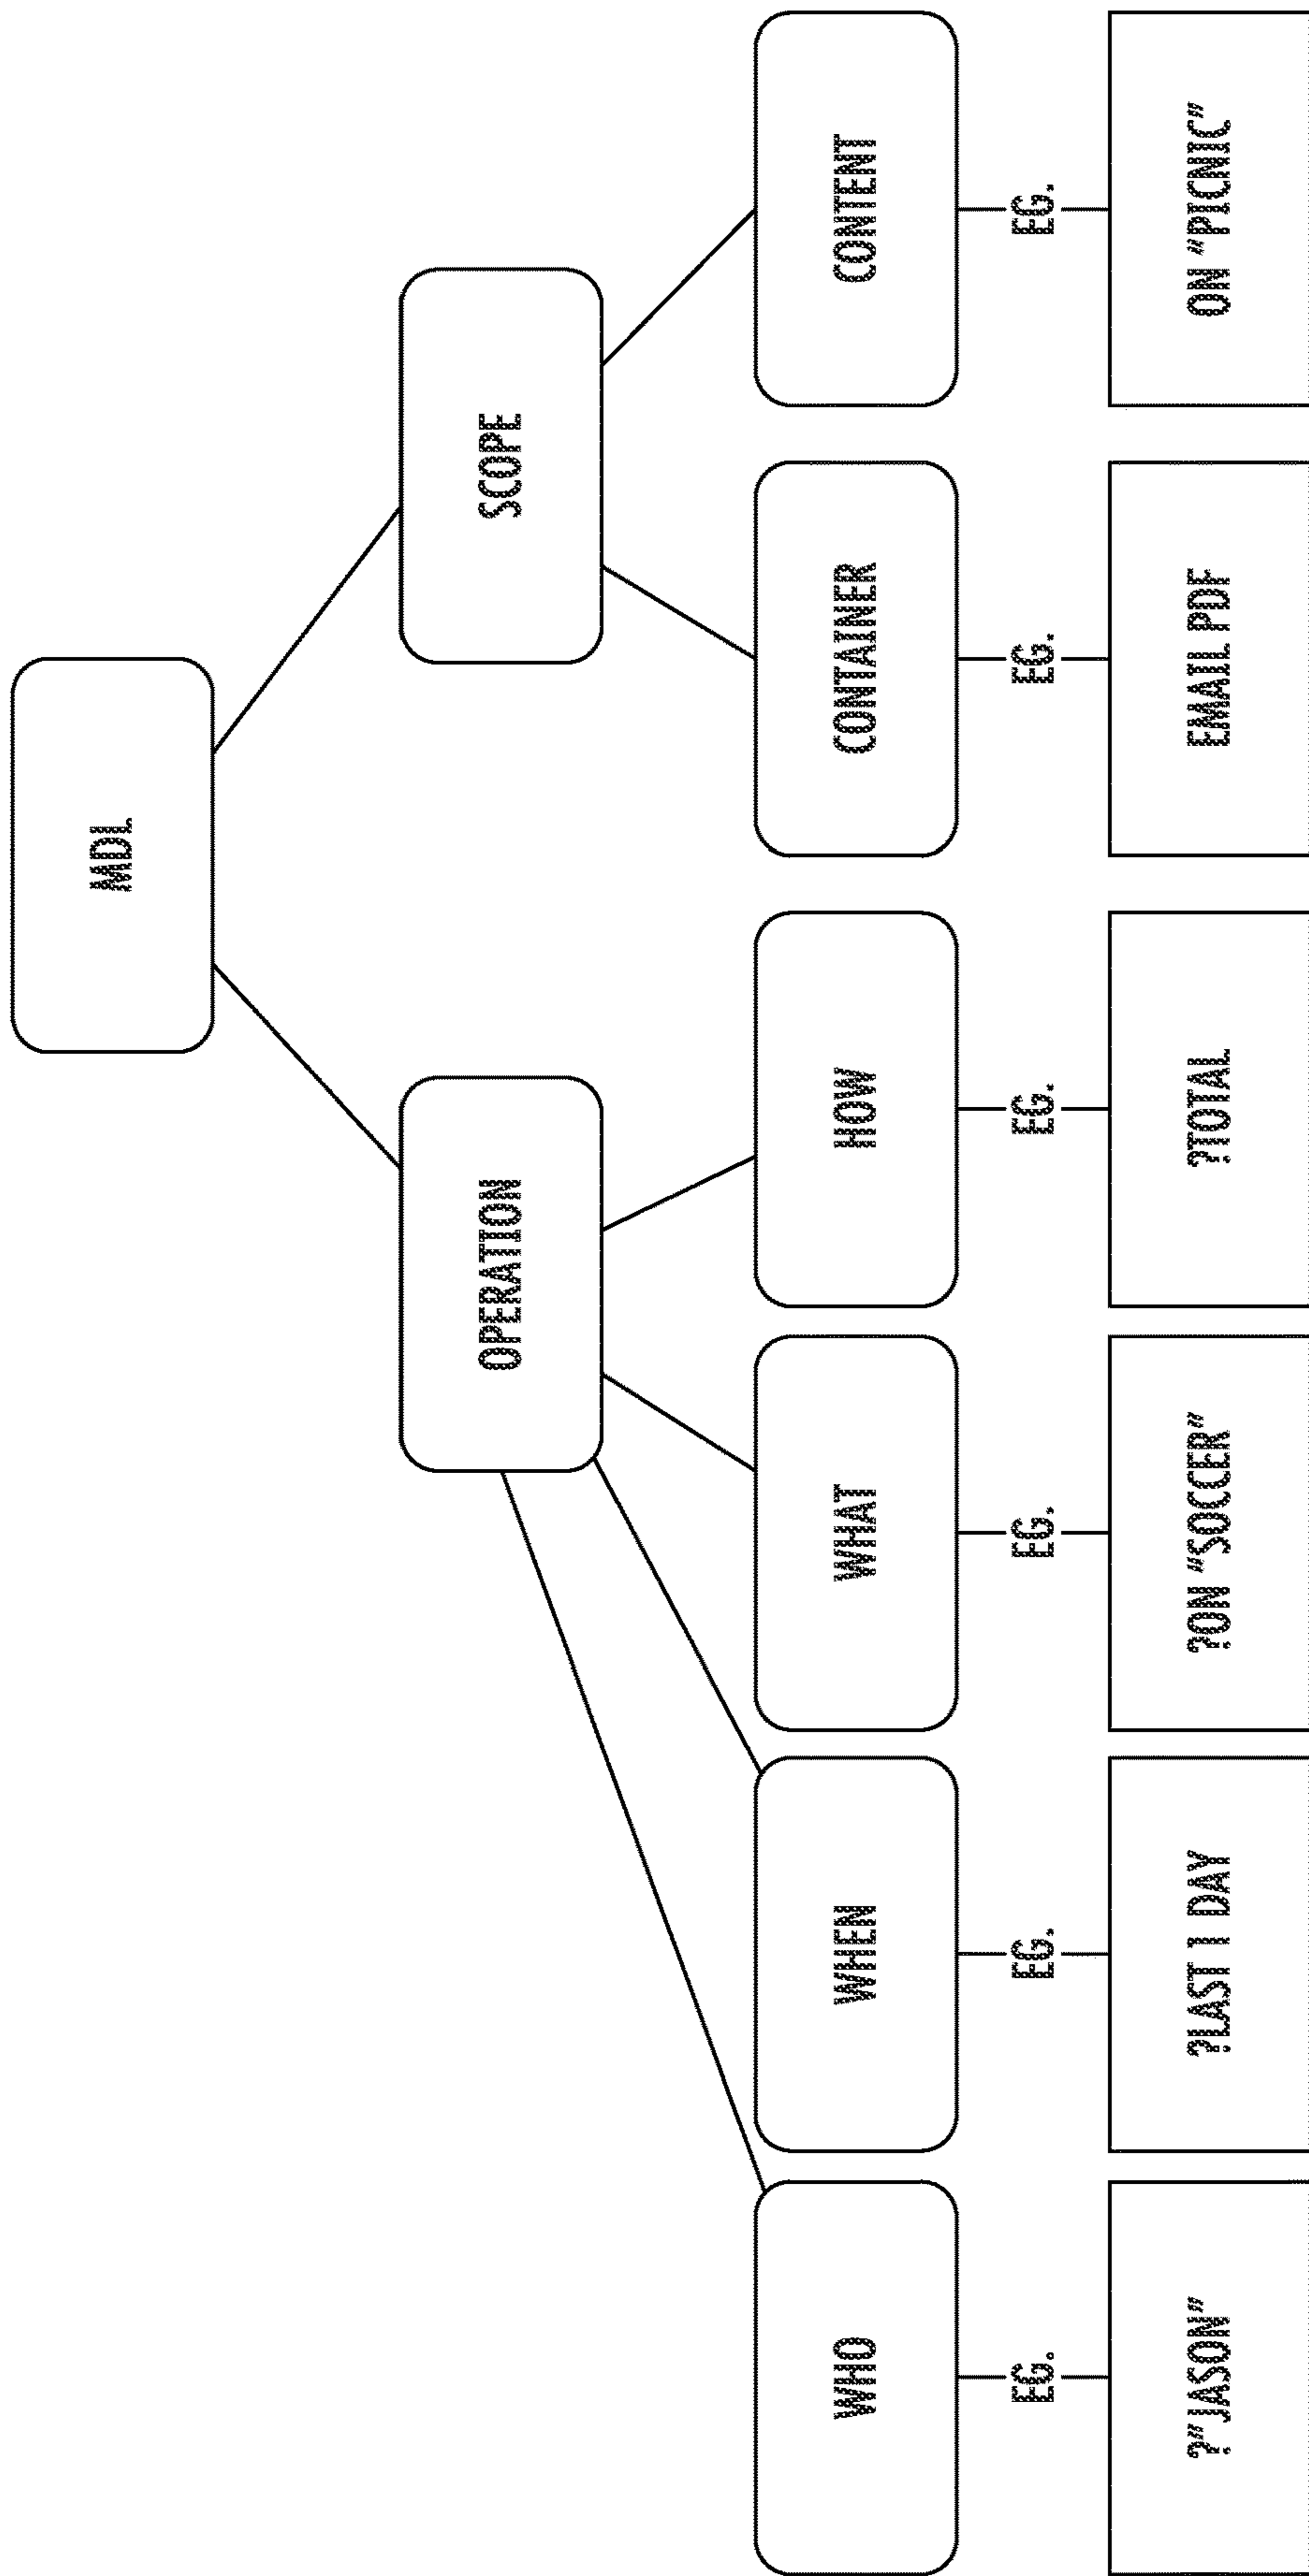 MDL
OPERATION
SCOPE
WHO
WHEN
WHAT
HOW
CONTAINER
CONTENT
EG.
EG.
EG.
EG.
EG.
EG.
?"JASON"
?LAST 1 DAY
?ON "SOCCER"
?TOTAL
EMAIL PDF
ON "PICNIC"